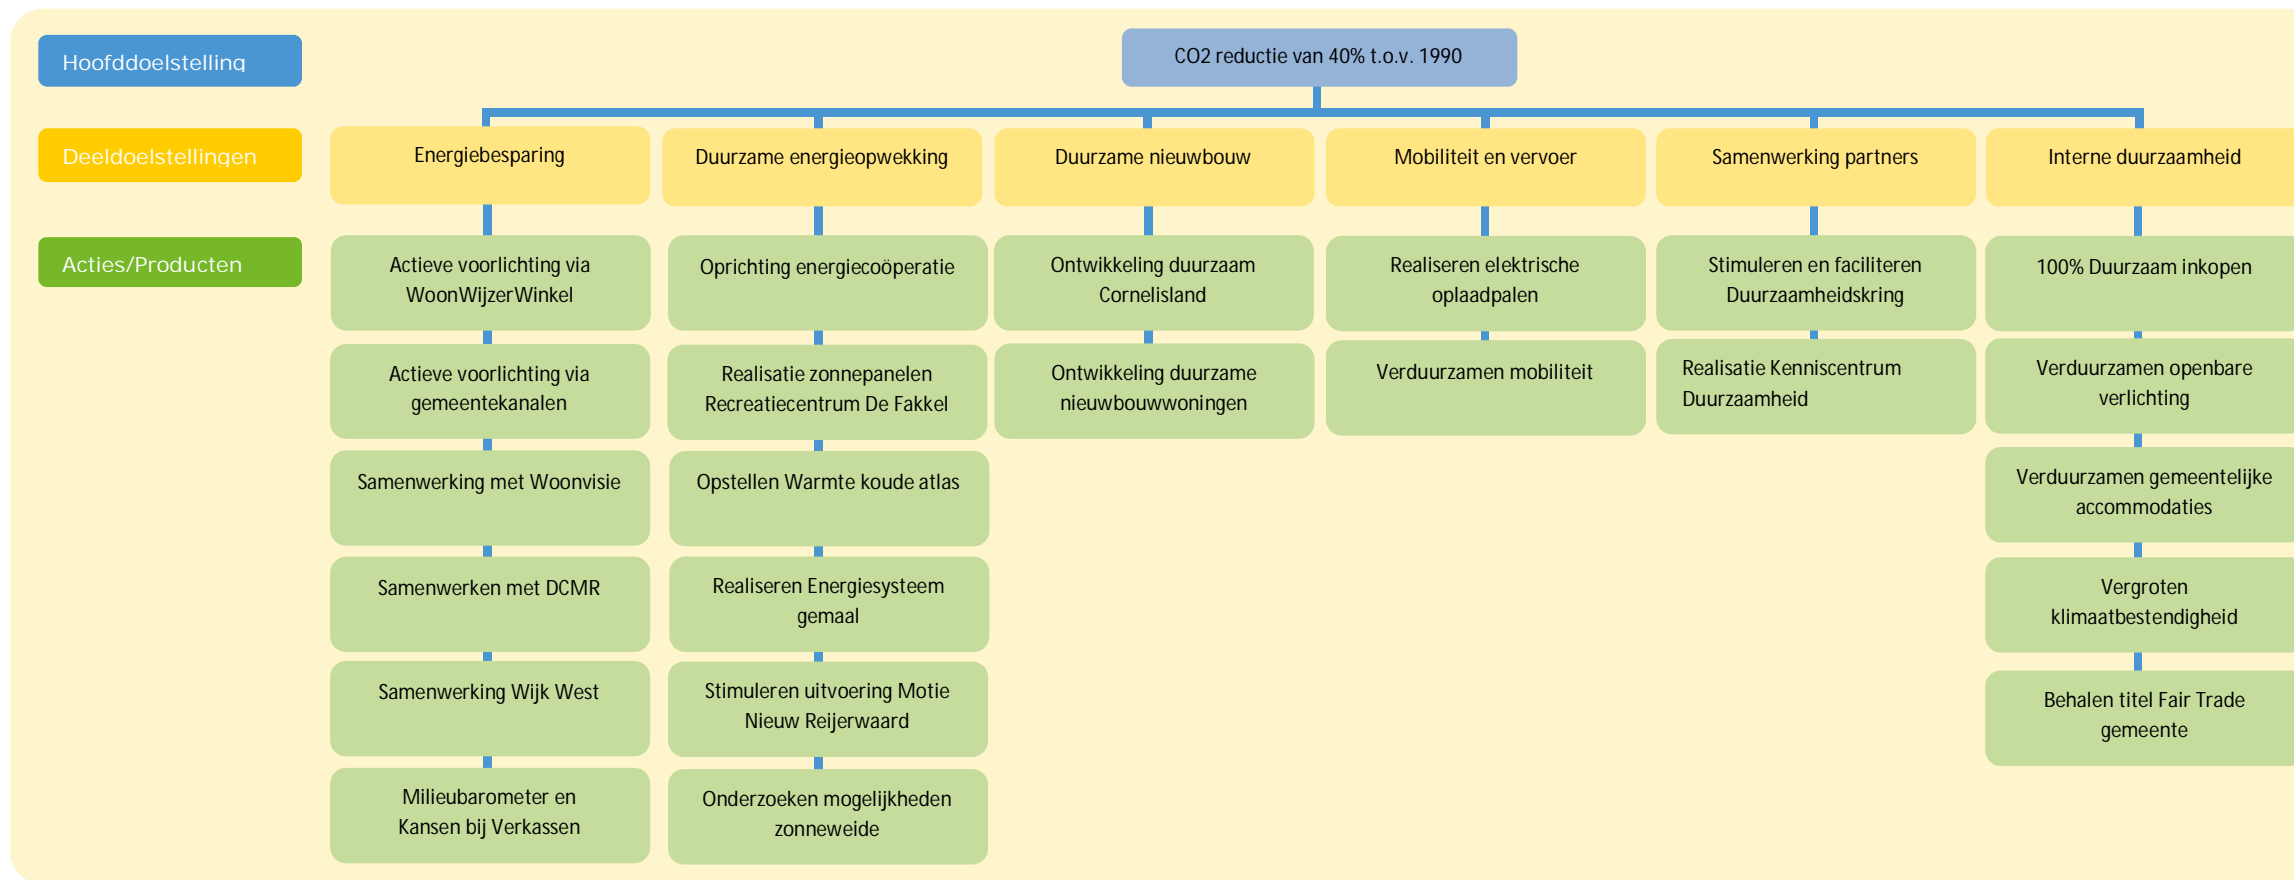 Hoofddoelstelling
CO2 reductie van 40% t.o.v. 1990
Deeldoelstellingen
Energiebesparing
Duurzame energieopwekking
Duurzame nieuwbouw
Mobiliteit en vervoer
Samenwerking partners
Interne duurzaamheid
Acties/Producten
Actieve voorlichting via
WoonWijzerWinkel
Actieve voorlichting via
gemeentekanalen
Samenwerking met Woonvisie
Samenwerken met DCMR
Samenwerking Wijk West
Milieubarometer en
Kansen bij Verkassen
Oprichting energiecoöperatie
Realisatie zonnepanelen
Recreatiecentrum De Fakkel
Opstellen Warmte koude atlas
Realiseren Energiesysteem
gemaal
Stimuleren uitvoering Motie
Nieuw Reijerwaard
Onderzoeken mogelijkheden
zonneweide
Ontwikkeling duurzaam
Cornelisland
Ontwikkeling duurzame
nieuwbouwwoningen
Realiseren elektrische
oplaadpalen
Verduurzamen mobiliteit
Stimuleren en faciliteren
Duurzaamheidskring
Realisatie Kenniscentrum
Duurzaamheid
100% Duurzaam inkopen
Verduurzamen openbare
verlichting
Verduurzamen gemeentelijke
accommodaties
Vergroten
klimaatbestendigheid
Behalen titel Fair Trade
gemeente